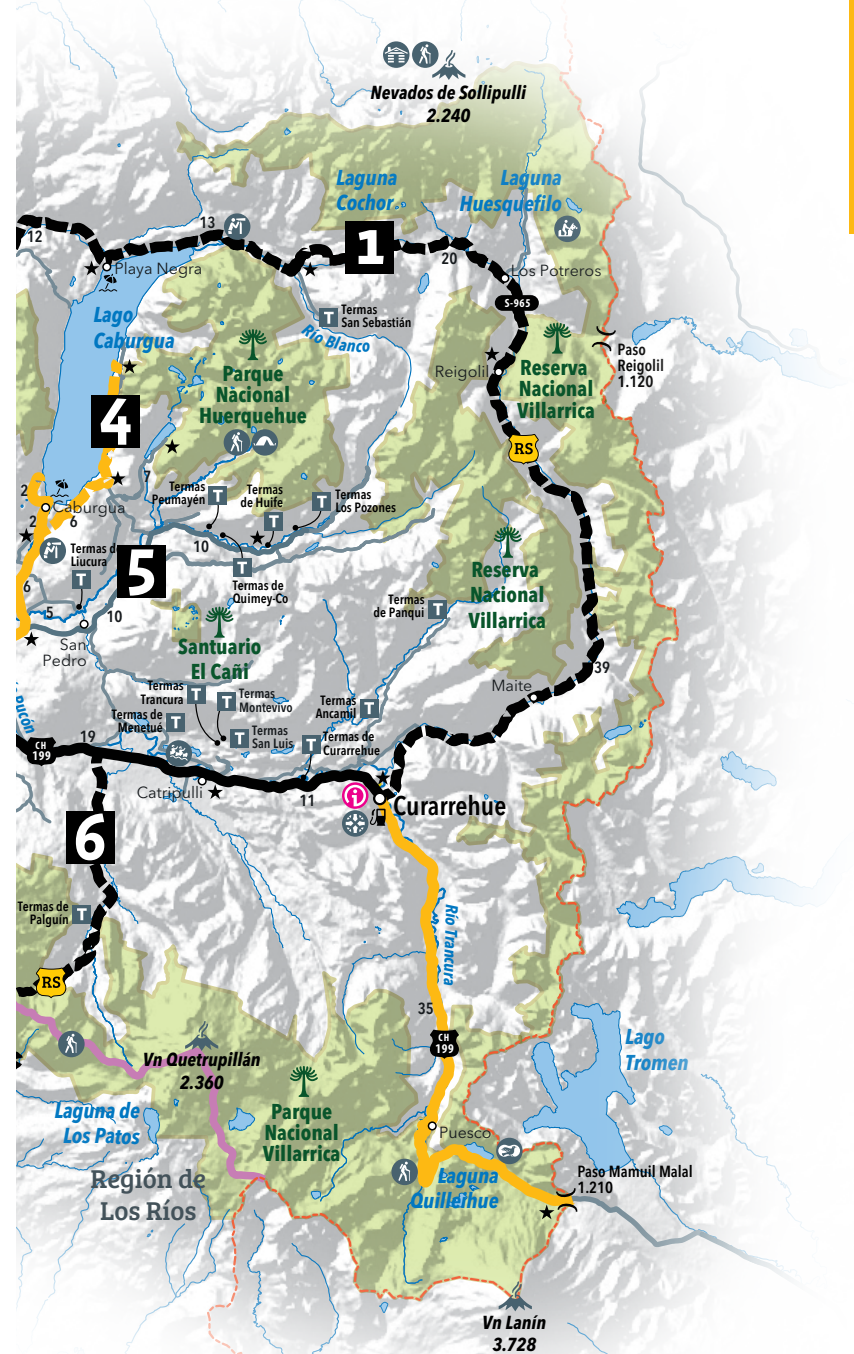 Nevados de Sollipulli
2.240
Laguna
Cochor
Laguna
Huesquefilo
12
13
1
20
Playa Negra
Los Potreros
S-965
Termas
San Sebastián
Río Blanco
Lago
Caburgua
Paso
Reigolil
1.120
Parque
Nacional
Huerquehue
Reigolil
Reserva
Nacional
Villarrica
4
RS
7
2
Caburgua
2
6
Termas
Peumayén
T
Termas
de Huife
T
Termas
Los Pozones
T
T
10
Termas de
Liucura
T
5
T
Termas de
Quimey-Co
Reserva
Nacional
Villarrica
6
5
10
Termas
de Panqui
T
San
Pedro
Santuario
El Cañi
39
Maite
Termas
Trancura
T
T
Termas
Montevivo
Termas
Ancamil
T
Termas de
Menetué
T
T
Termas
San Luis
T
Termas de
Curarrehue
Pucón
CH
199
19
Catripulli
11
i
Curarrehue
6
Termas de
Palguín
T
Río Trancura
RS
35
CH
199
Lago
Tromen
Vn Quetrupillán
2.360
Laguna de
Los Patos
Parque
Nacional
Villarrica
Puesco
Región de
Los Ríos
Laguna
Quilleihue
Paso Mamuil Malal
1.210
Vn Lanín
3.728